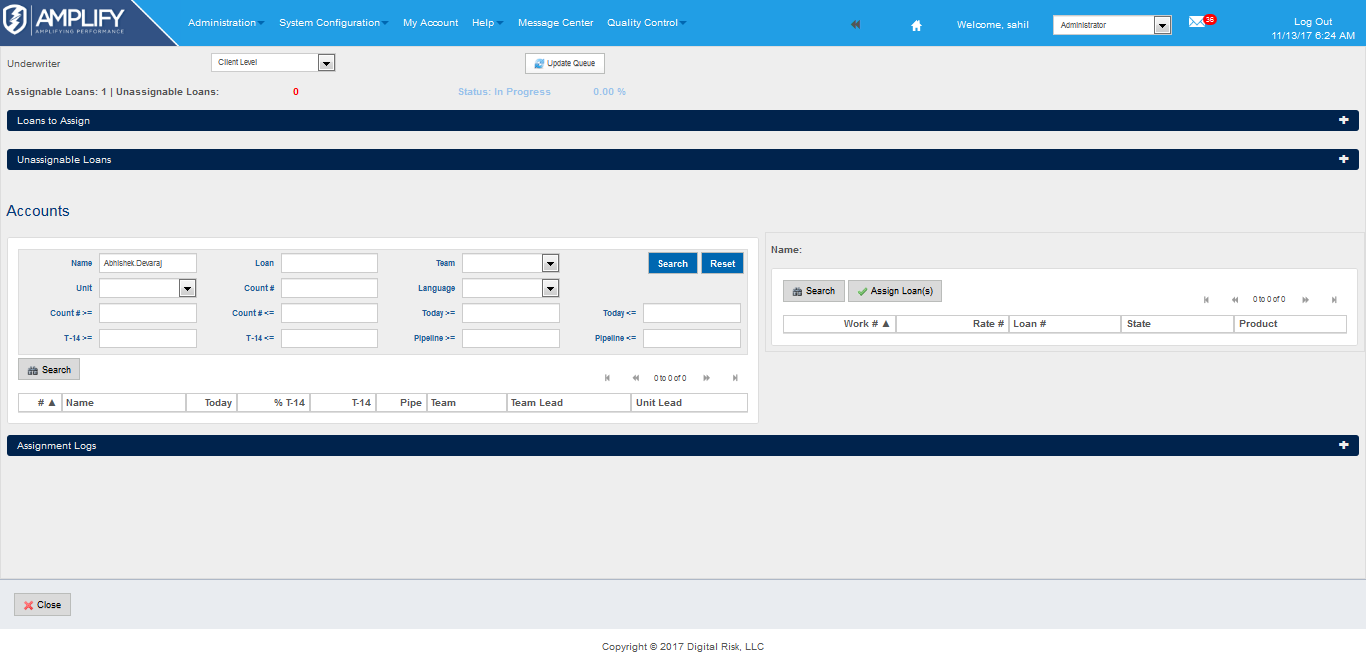 AMPLIFY
AMPLIFYING PERFORMANCE
Administration System Configuration My Account Help Message Center Quality Control
Welcome, sahil
Administrator
36
Log Out
11/13/17 6:24 AM
Underwriter
Client Level
Update Queue
Assignable Loans: 1 | Unassignable Loans: 0
Status: In Progress 0.00 %
Loans to Assign
Unassignable Loans
Accounts
Name Abhishek.Devaraj Loan Team Search Reset
Unit Count # Language
Count # >= Count # <= Today >= Today <=
T-14 >= T-14 <= Pipeline >= Pipeline <=
Search
0 to 0 of 0
# ▲ Name Today % T-14 T-14 Pipe Team Team Lead Unit Lead
Name:
Search Assign Loan(s)
0 to 0 of 0
Work # ▲ Rate # Loan # State Product
Assignment Logs
Close
Copyright © 2017 Digital Risk, LLC